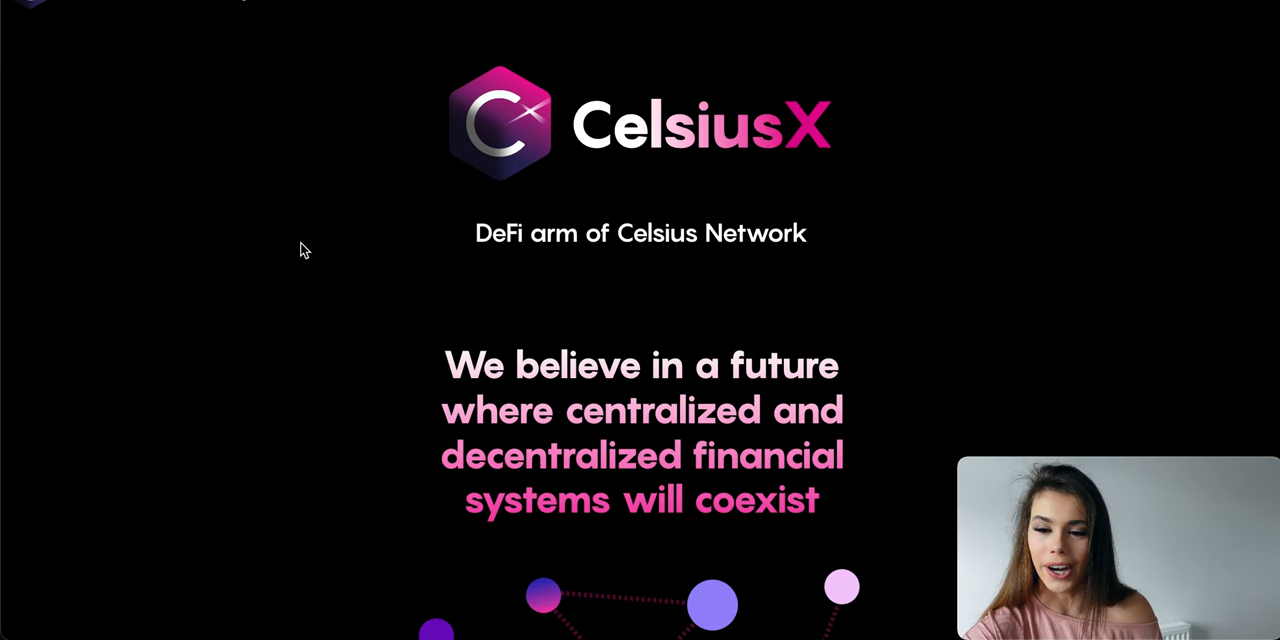 CelsiusX
DeFi arm of Celsius Network
We believe in a future
where centralized and
decentralized financial
systems will coexist